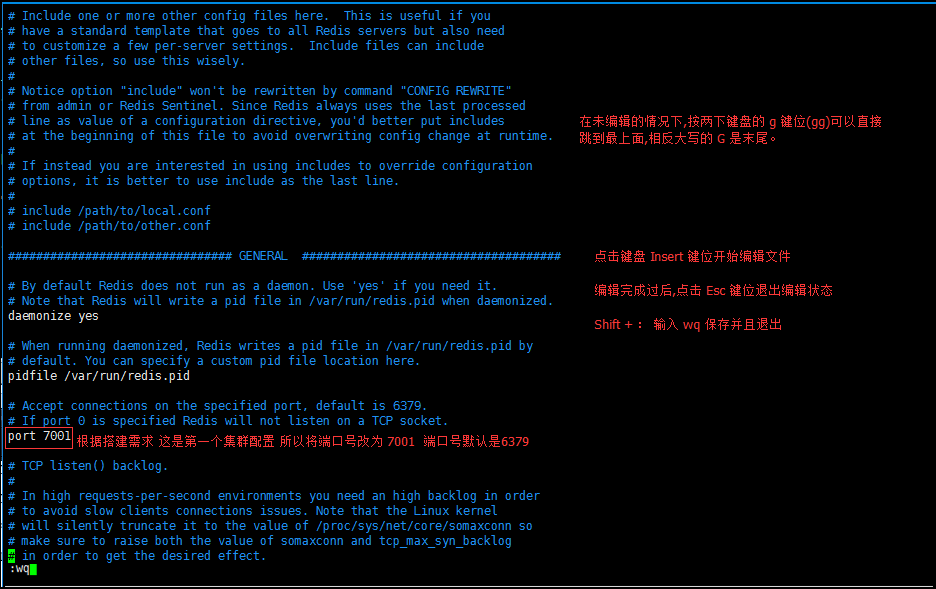 # Include one or more other config files here.  This is useful if you
# have a standard template that goes to all Redis servers but also need
# to customize a few per-server settings.  Include files can include
# other files, so use this wisely.
#
# Notice option "include" won't be rewritten by command "CONFIG REWRITE"
# from admin or Redis Sentinel. Since Redis always uses the last processed
# line as value of a configuration directive, you'd better put includes
# at the beginning of this file to avoid overwriting config change at runtime.
在未编辑的情况下,按两下键盘的 g 键位(gg)可以直接
跳到最上面,相反大写的 G 是末尾。
#
# If instead you are interested in using includes to override configuration
# options, it is better to use include as the last line.
#
# include /path/to/local.conf
# include /path/to/other.conf
################################ GENERAL  #####################################
点击键盘 Insert 键位开始编辑文件
# By default Redis does not run as a daemon. Use 'yes' if you need it.
编辑完成过后,点击 Esc 键位退出编辑状态
# Note that Redis will write a pid file in /var/run/redis.pid when daemonized.
daemonize yes
Shift + : 输入 wq 保存并且退出
# When running daemonized, Redis writes a pid file in /var/run/redis.pid by
# default. You can specify a custom pid file location here.
pidfile /var/run/redis.pid
# Accept connections on the specified port, default is 6379.
# If port 0 is specified Redis will not listen on a TCP socket.
port 7001 根据搭建需求 这是第一个集群配置 所以将端口号改为 7001  端口号默认是6379
# TCP listen() backlog.
#
# In high requests-per-second environments you need an high backlog in order
# to avoid slow clients connections issues. Note that the Linux kernel
# will silently truncate it to the value of /proc/sys/net/core/somaxconn so
# make sure to raise both the value of somaxconn and tcp_max_syn_backlog
# in order to get the desired effect.
:wq